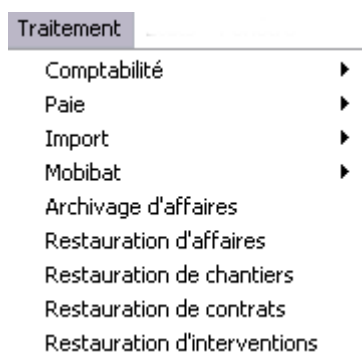 Traitement
Comptabilité
Paie
Import
Mobibat
Archivage d'affaires
Restauration d'affaires
Restauration de chantiers
Restauration de contrats
Restauration d'interventions